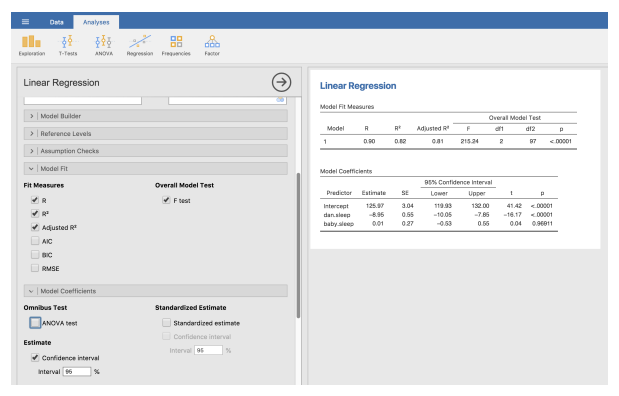 Data Analyses
Exploration T-Tests ANOVA Regression Frequencies Factor
Linear Regression
Model Builder
Reference Levels
Assumption Checks
Model Fit
Fit Measures Overall Model Test
R F test
R²
Adjusted R²
AIC
BIC
RMSE
Model Coefficients
Omnibus Test Standardized Estimate
ANOVA test Standardized estimate
Confidence interval
Estimate
Interval 95 %
Confidence interval
Interval 95 %
Linear Regression
Model Fit Measures
Overall Model Test
Model R R² Adjusted R² F df1 df2 p
1 0.90 0.82 0.81 215.24 2 97 <.00001
Model Coefficients
95% Confidence Interval
Predictor Estimate SE Lower Upper t p
Intercept 125.97 3.04 119.93 132.00 41.42 <.00001
dan.sleep −8.95 0.55 −10.05 −7.85 −16.17 <.00001
baby.sleep 0.01 0.27 −0.53 0.55 0.04 0.96911